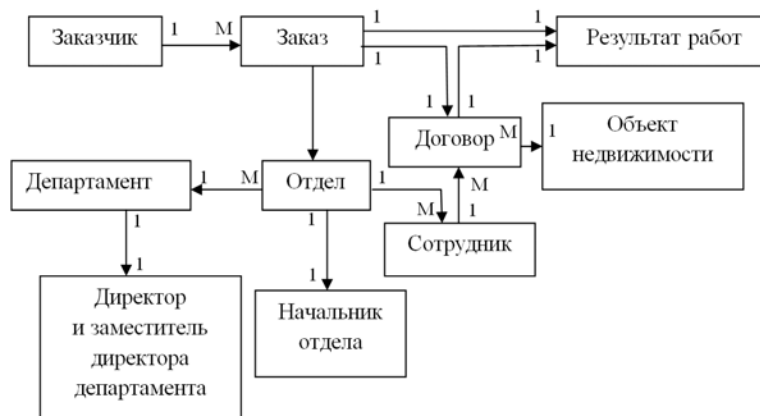 Заказчик
1
М
Заказ
1
1
Результат работ
1
1
1
1
Договор
М
1
Объект
недвижимости
Департамент
1
М
Отдел
1
М
М
1
Сотрудник
1
1
1
1
Директор
и заместитель
директора
департамента
Начальник
отдела